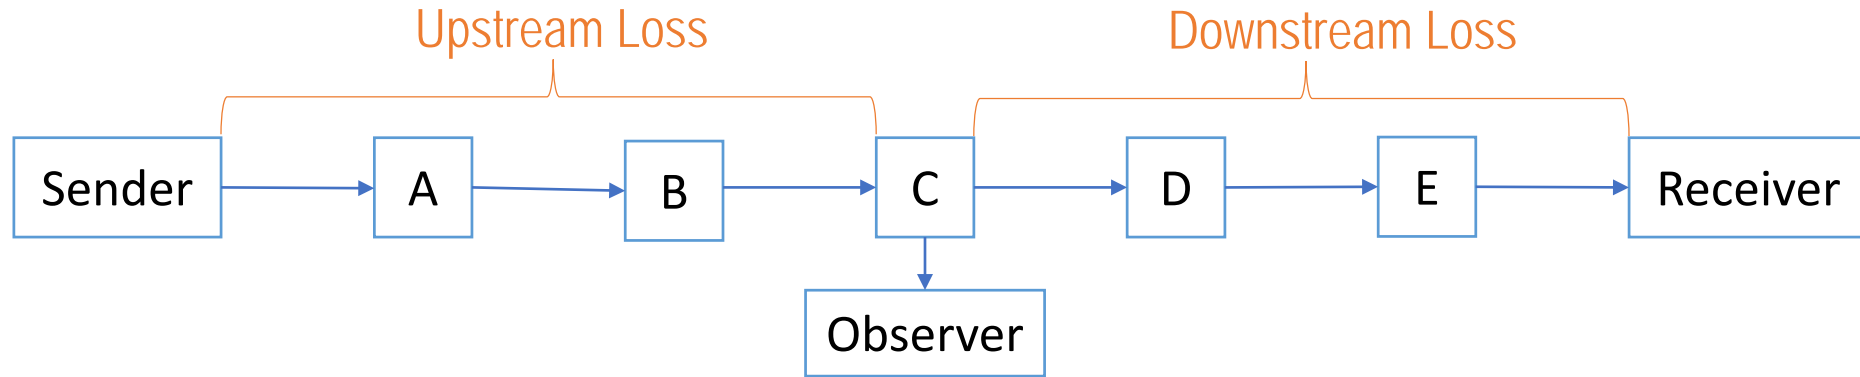 Upstream Loss
Downstream Loss
Sender
A
B
C
D
E
Receiver
Observer